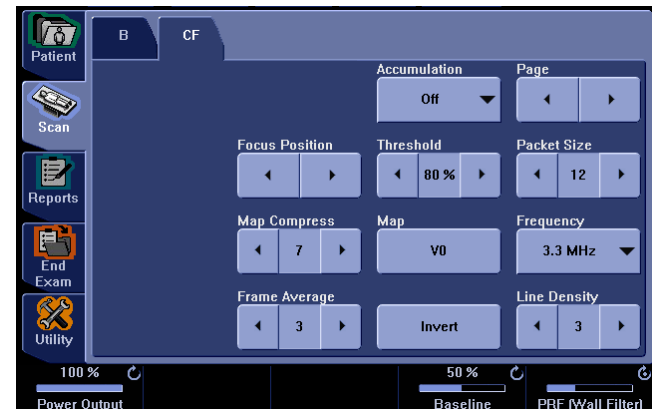 B
CF
Patient
Scan
Reports
End
Exam
Utility
Accumulation
Page
Off
Focus Position
Threshold
Packet Size
80 %
12
Map Compress
Map
Frequency
7
V0
3.3 MHz
Frame Average
Line Density
3
Invert
3
100 %
50 %
Power Output
Baseline
PRF (Wall Filter)